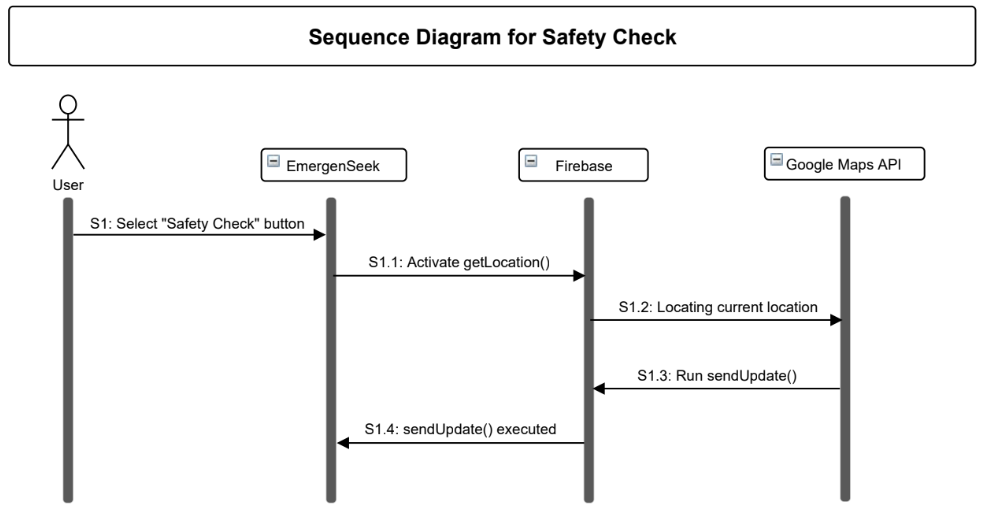 Sequence Diagram for Safety Check
User
EmergenSeek
Firebase
Google Maps API
S1: Select "Safety Check" button
S1.1: Activate getLocation()
S1.2: Locating current location
S1.3: Run sendUpdate()
S1.4: sendUpdate() executed